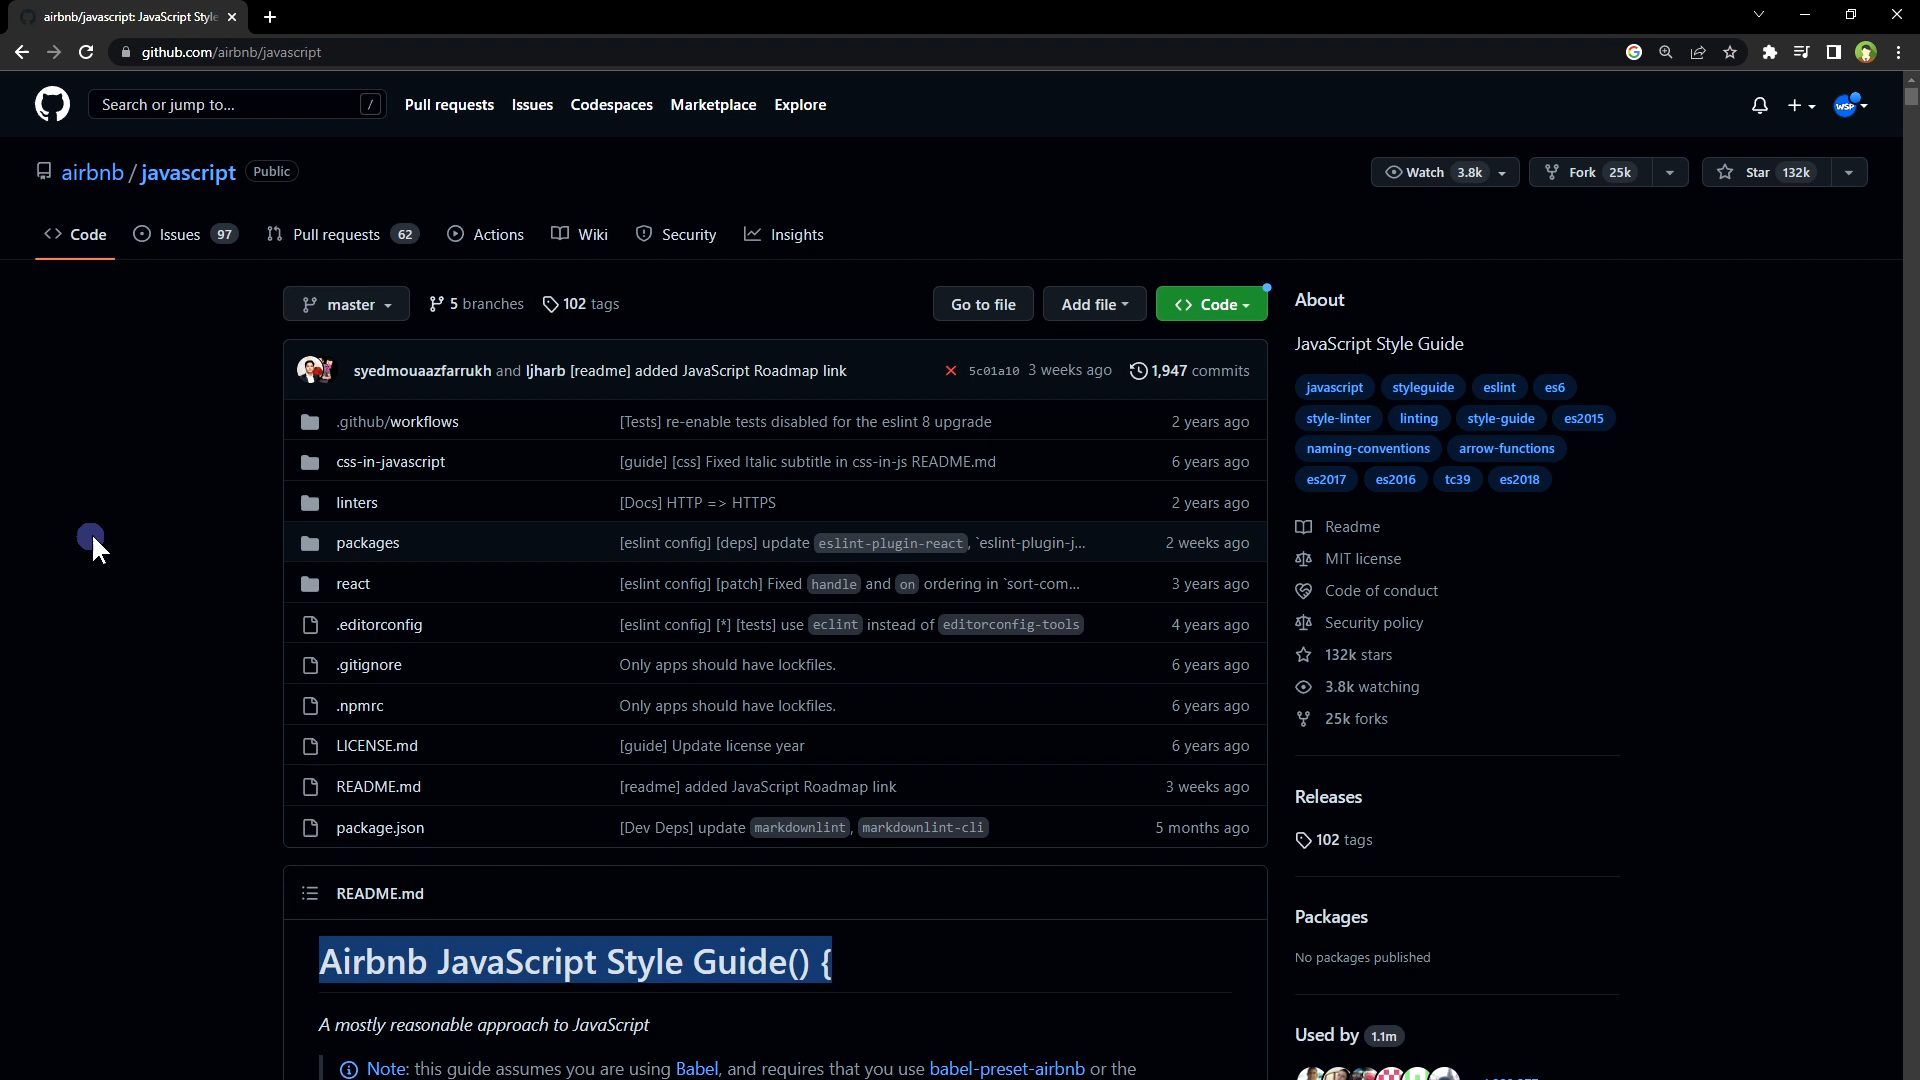 airbnb/javascript: JavaScript Style
github.com/airbnb/javascript
Search or jump to... / Pull requests Issues Codespaces Marketplace Explore
WSP
airbnb / javascript Public
Watch 3.8k Fork 25k Star 132k
Code Issues 97 Pull requests 62 Actions Wiki Security Insights
master 5 branches 102 tags Go to file Add file Code
syedmouaazfarrukh and ljharb [readme] added JavaScript Roadmap link 5c01a10 3 weeks ago 1,947 commits
.github/workflows [Tests] re-enable tests disabled for the eslint 8 upgrade 2 years ago
css-in-javascript [guide] [css] Fixed Italic subtitle in css-in-js README.md 6 years ago
linters [Docs] HTTP => HTTPS 2 years ago
packages [eslint config] [deps] update eslint-plugin-react, `eslint-plugin-j... 2 weeks ago
react [eslint config] [patch] Fixed handle and on ordering in `sort-com... 3 years ago
.editorconfig [eslint config] [*] [tests] use eclint instead of editorconfig-tools 4 years ago
.gitignore Only apps should have lockfiles. 6 years ago
.npmrc Only apps should have lockfiles. 6 years ago
LICENSE.md [guide] Update license year 6 years ago
README.md [readme] added JavaScript Roadmap link 3 weeks ago
package.json [Dev Deps] update markdownlint, markdownlint-cli 5 months ago
README.md
Airbnb JavaScript Style Guide() {
A mostly reasonable approach to JavaScript
Note: this guide assumes you are using Babel, and requires that you use babel-preset-airbnb or the
About
JavaScript Style Guide
javascript styleguide eslint es6
style-linter linting style-guide es2015
naming-conventions arrow-functions
es2017 es2016 tc39 es2018
Readme
MIT license
Code of conduct
Security policy
132k stars
3.8k watching
25k forks
Releases
102 tags
Packages
No packages published
Used by 1.1m